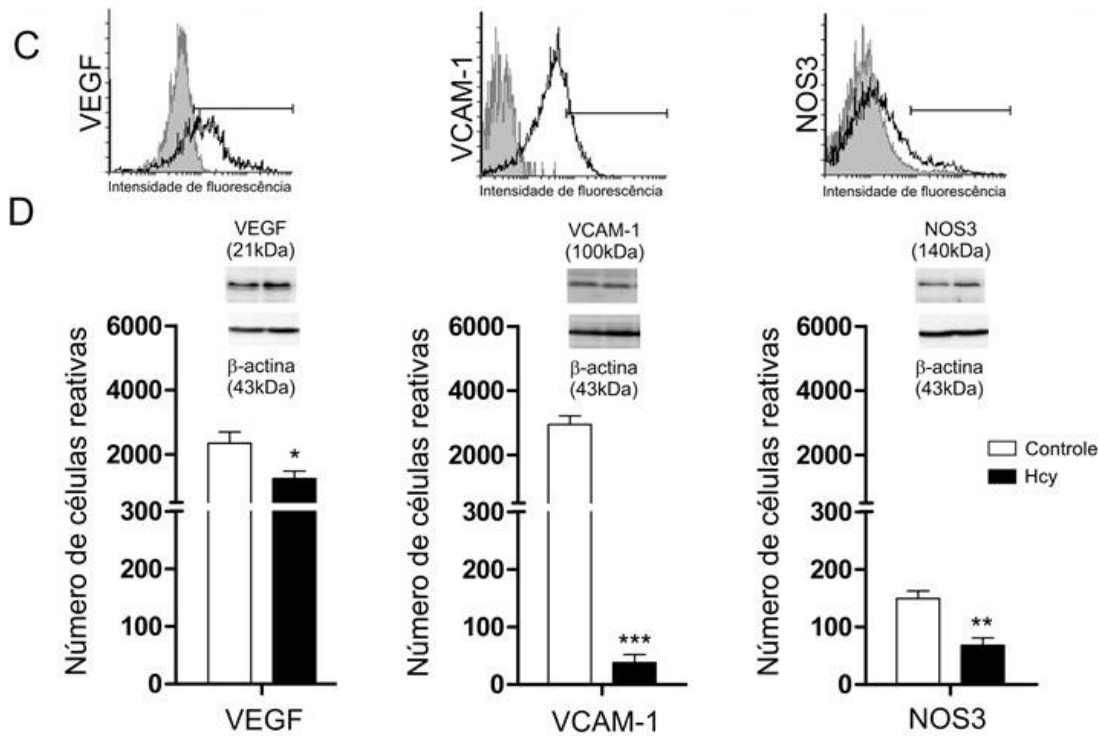 C
VEGF
Intensidade de fluorescência
VCAM-1
Intensidade de fluorescência
NOS3
Intensidade de fluorescência
D
VEGF
(21kDa)
β-actina
(43kDa)
Número de células reativas
6000
4000
2000
300
200
100
0
*
VEGF
VCAM-1
(100kDa)
β-actina
(43kDa)
Número de células reativas
6000
4000
2000
300
200
100
0
***
VCAM-1
NOS3
(140kDa)
β-actina
(43kDa)
Número de células reativas
6000
4000
2000
300
200
100
0
**
NOS3
Controle
Hcy